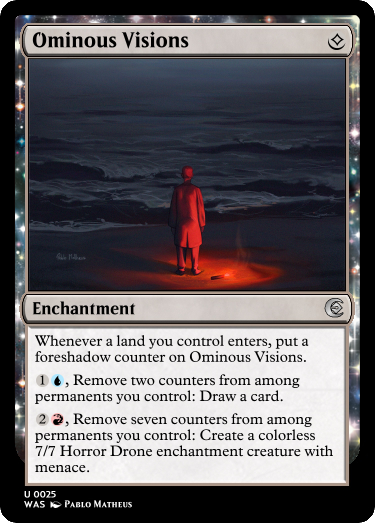 Ominous Visions
Enchantment
Whenever a land you control enters, put a
foreshadow counter on Ominous Visions.
1, Remove two counters from among
permanents you control: Draw a card.
2, Remove seven counters from among
permanents you control: Create a colorless
7/7 Horror Drone enchantment creature with
menace.
U 0025
WAS Pablo Matheus